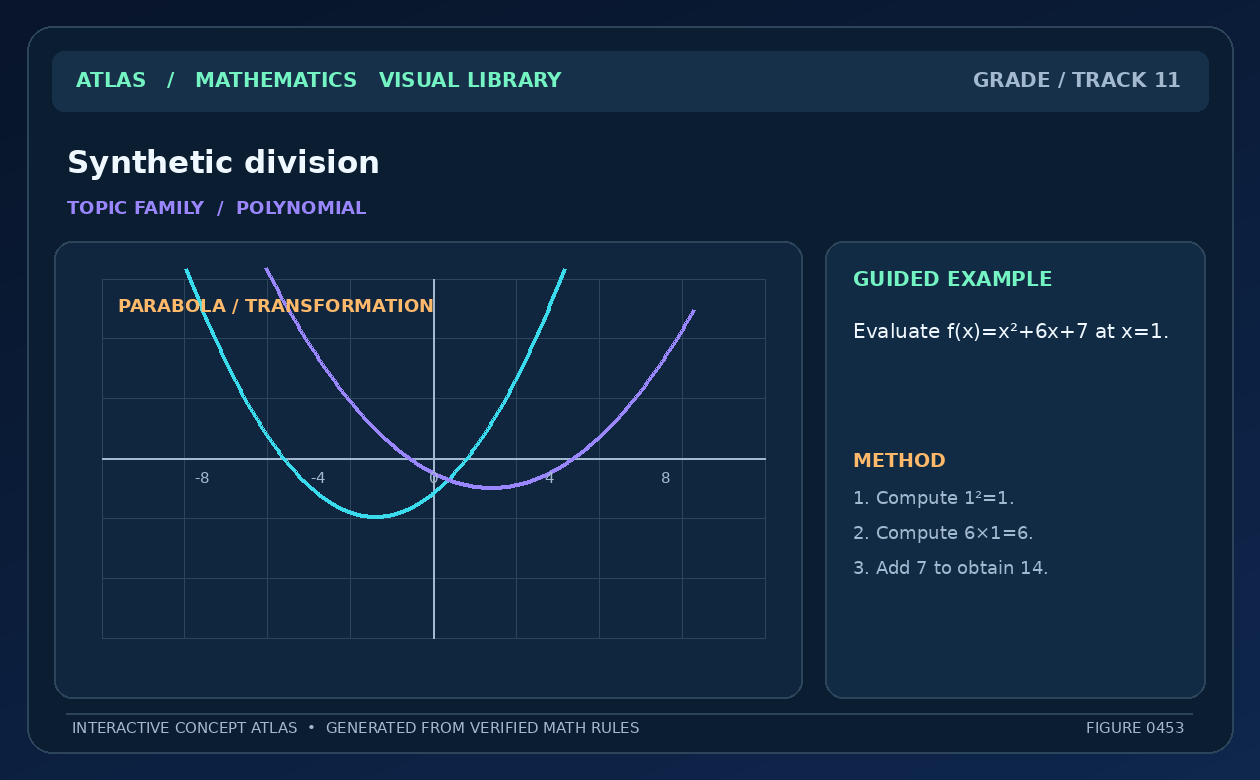 ATLAS / MATHEMATICS VISUAL LIBRARY
GRADE / TRACK 11
Synthetic division
TOPIC FAMILY / POLYNOMIAL
PARABOLA / TRANSFORMATION
-8 -4 0 4 8
GUIDED EXAMPLE
Evaluate f(x)=x²+6x+7 at x=1.
METHOD
1. Compute 1²=1.
2. Compute 6×1=6.
3. Add 7 to obtain 14.
INTERACTIVE CONCEPT ATLAS • GENERATED FROM VERIFIED MATH RULES
FIGURE 0453